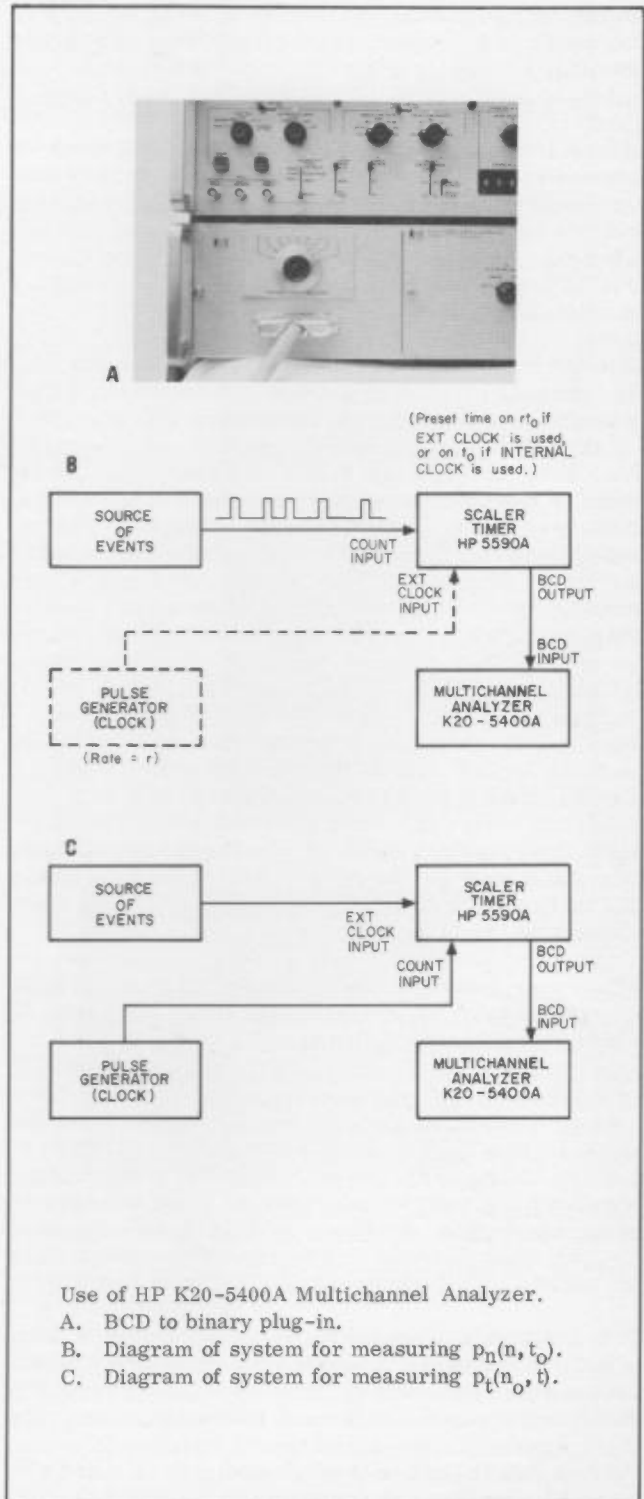 A
B
(Preset time on rt₀ if
EXT CLOCK is used,
or on t₀ if INTERNAL
CLOCK is used.)
SOURCE
OF
EVENTS
COUNT
INPUT
SCALER
TIMER
HP 5590A
EXT
CLOCK
INPUT
BCD
OUTPUT
BCD
INPUT
PULSE
GENERATOR
(CLOCK)
(Rate = r)
MULTICHANNEL
ANALYZER
K20-5400A
C
SOURCE
OF
EVENTS
EXT
CLOCK
INPUT
SCALER
TIMER
HP 5590A
COUNT
INPUT
BCD
OUTPUT
BCD
INPUT
PULSE
GENERATOR
(CLOCK)
MULTICHANNEL
ANALYZER
K20-5400A
Use of HP K20-5400A Multichannel Analyzer.
A. BCD to binary plug-in.
B. Diagram of system for measuring pₙ(n, t₀).
C. Diagram of system for measuring pₜ(n₀, t).